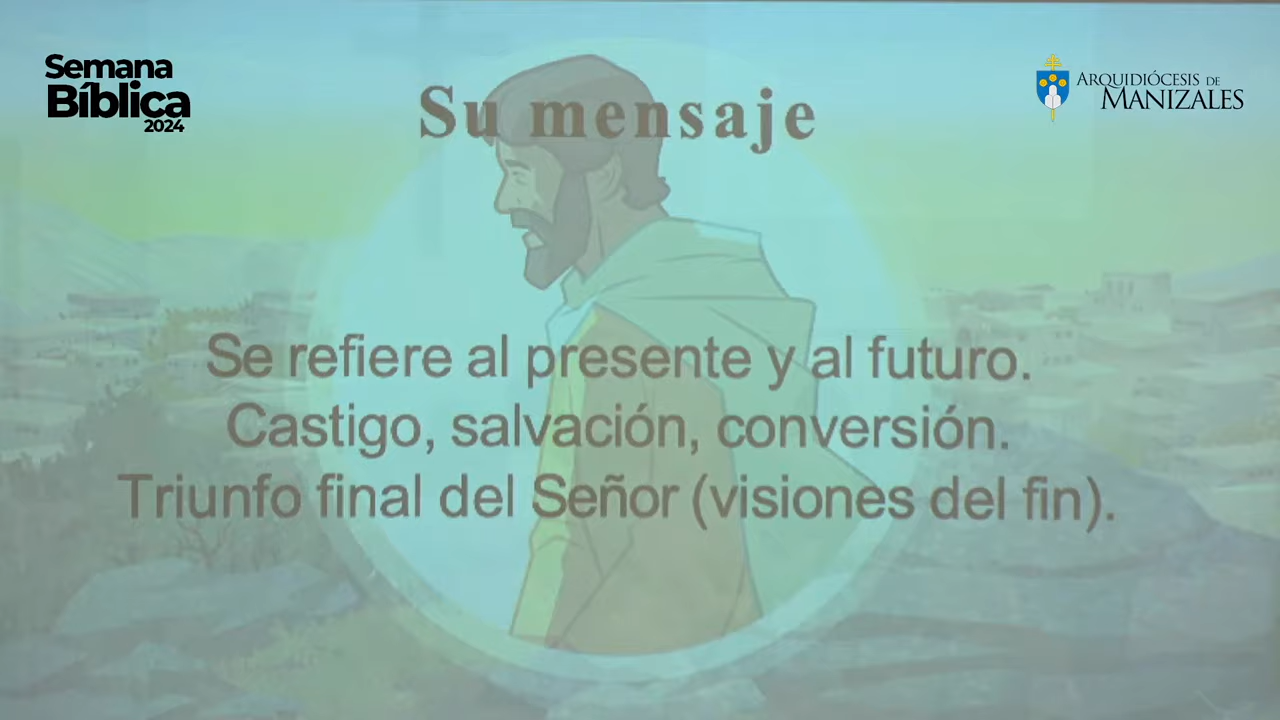 Semana
Bíblica
2024
ARQUIDIÓCESIS DE
MANIZALES
Su mensaje
Se refiere al presente y al futuro.
Castigo, salvación, conversión.
Triunfo final del Señor (visiones del fin).